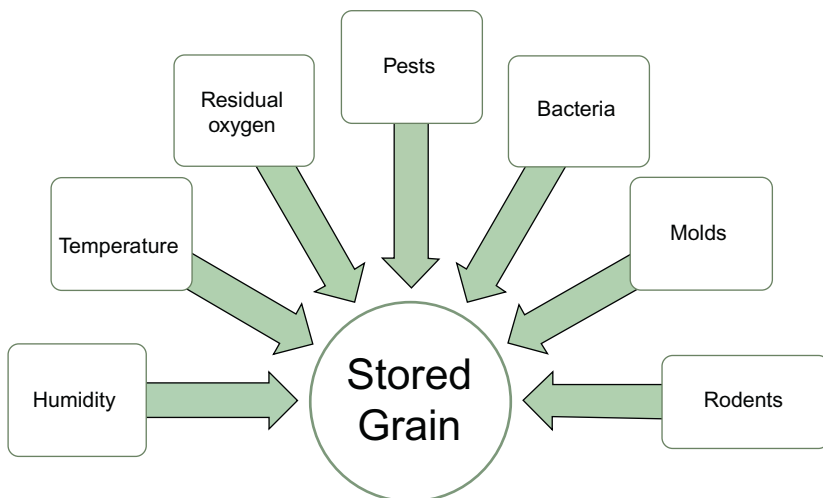 Pests
Residual
oxygen
Bacteria
Temperature
Molds
Humidity
Stored
Grain
Rodents